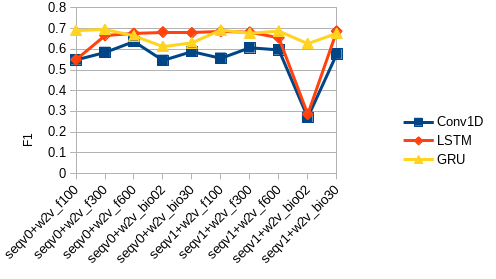 0.8
0.7
0.6
0.5
0.4
0.3
0.2
0.1
0
F1
seqv0+w2v_f100
seqv0+w2v_f300
seqv0+w2v_f600
seqv0+w2v_bio02
seqv0+w2v_bio30
seqv1+w2v_f100
seqv1+w2v_f300
seqv1+w2v_f600
seqv1+w2v_bio02
seqv1+w2v_bio30
Conv1D
LSTM
GRU